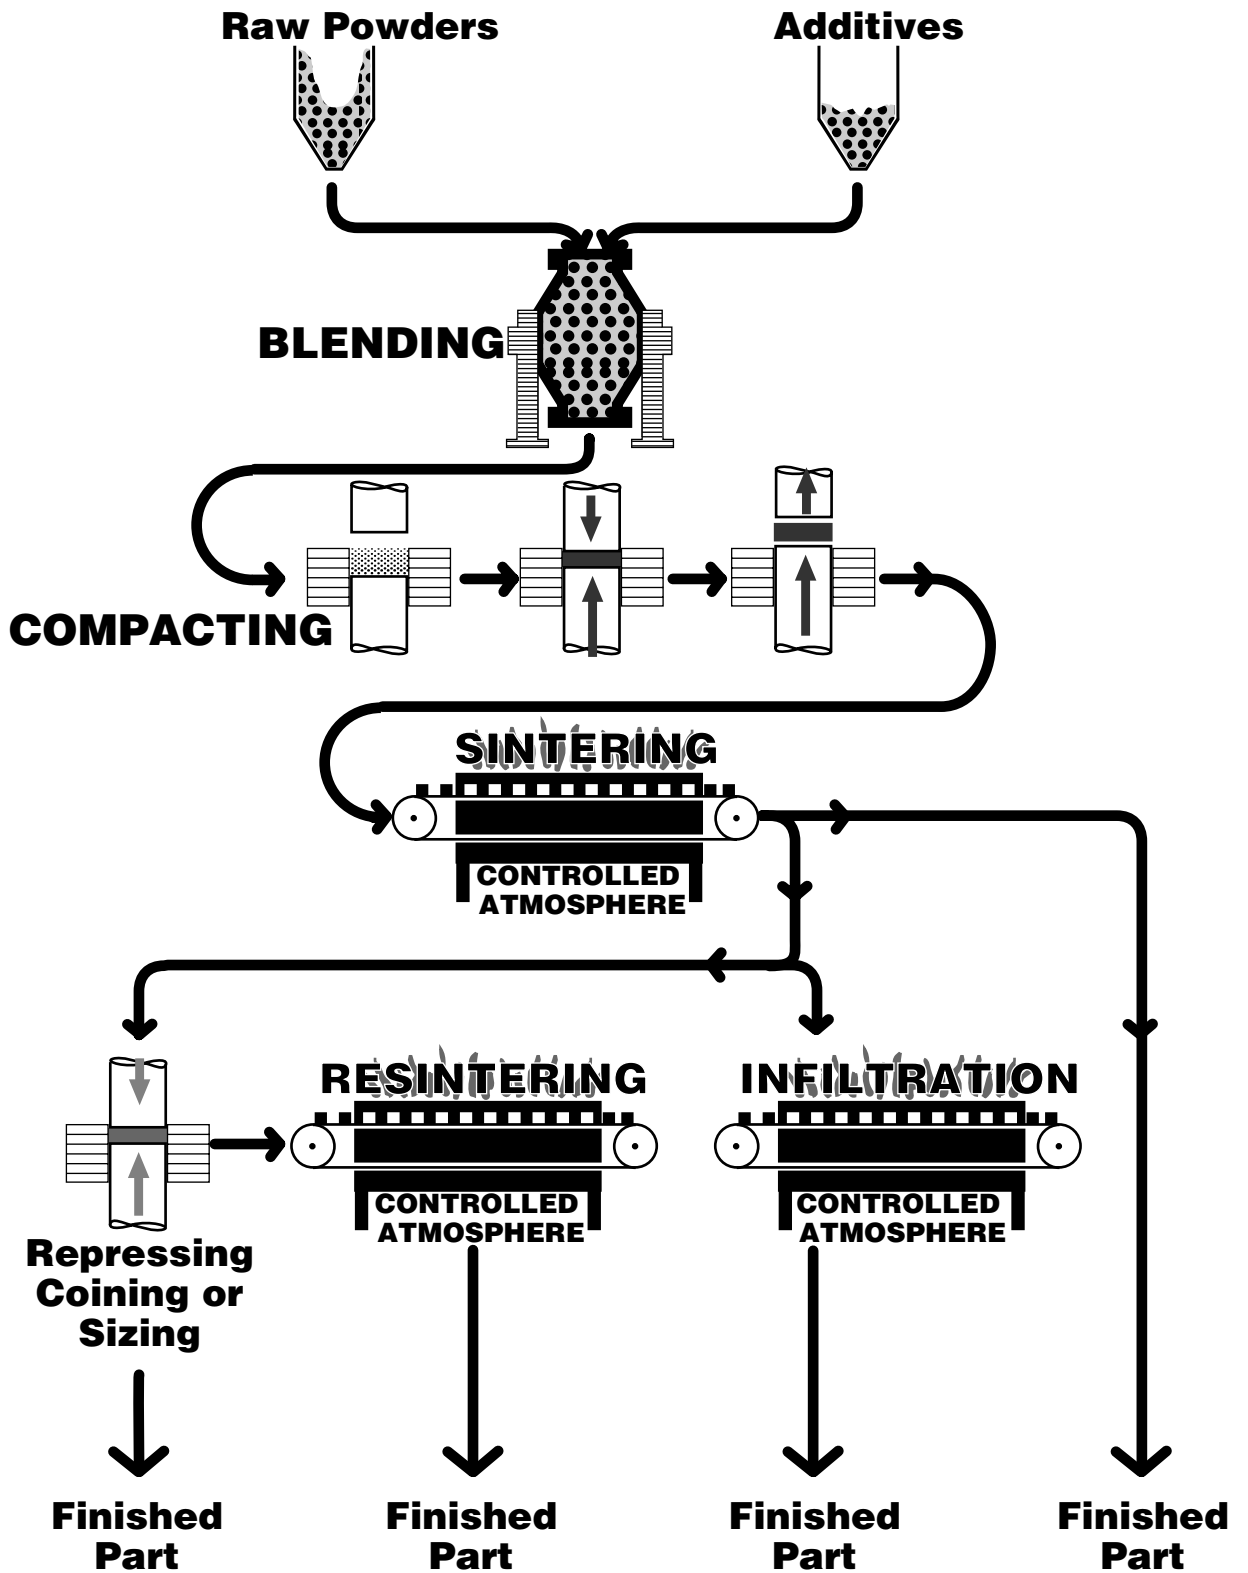 Raw Powders
Additives
BLENDING
COMPACTING
SINTERING
CONTROLLED
ATMOSPHERE
RESINTERING
INFILTRATION
CONTROLLED
ATMOSPHERE
CONTROLLED
ATMOSPHERE
Repressing
Coining or
Sizing
Finished
Part
Finished
Part
Finished
Part
Finished
Part